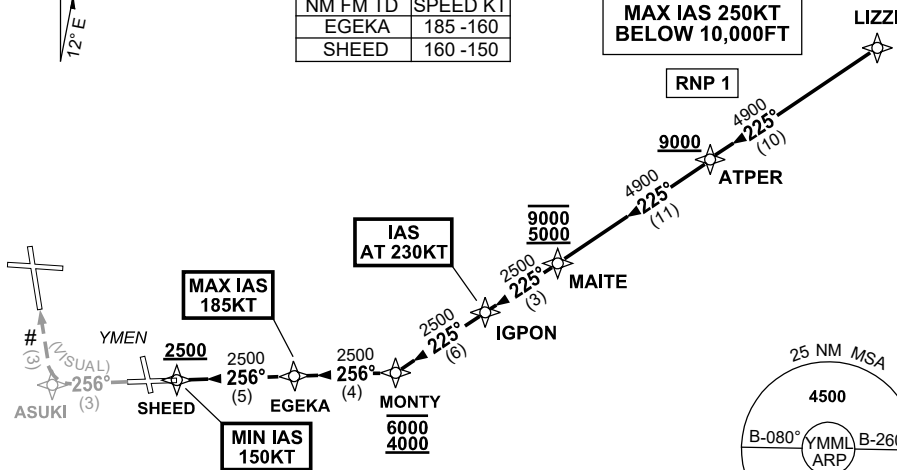 NM FM TD SPEED KT
EGEKA 185 -160
SHEED 160 -150
MAX IAS 250KT
BELOW 10,000FT
12° E
RNP 1
4900
225°
(10)
9000
ATPER
4900
225°
(11)
9000
5000
MAITE
IAS
AT 230KT
2500
225°
(3)
IGPON
2500
225°
(6)
MAX IAS
185KT
MONTY
6000
4000
2500
256°
(4)
EGEKA
2500
256°
(5)
2500
SHEED
MIN IAS
150KT
YMEN
256°
(3)
ASUKI
#
(3)
(VISUAL)
25 NM MSA
4500
B-080°
YMML
ARP